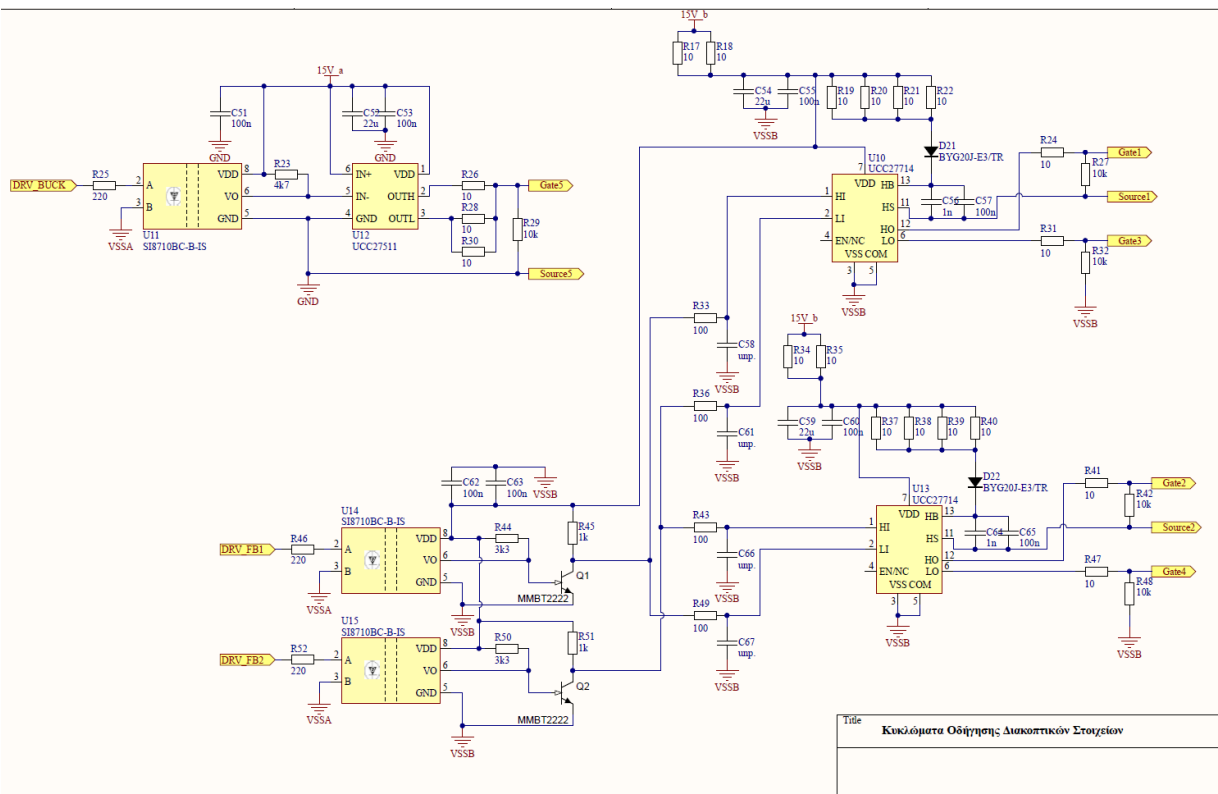 15V_b
R17
10
R18
10
C54
22u
C55
100n
R19
10
R20
10
R21
10
R22
10
VSSB
D21
BYG20J-E3/TR
15V_a
C51
100n
GND
C52
22u
C53
100n
GND
DRV_BUCK
R25
220
VSSA
2
3
A
B
VDD
VO
GND
8
6
5
U11
SI8710BC-B-IS
R23
4k7
6
5
4
IN+
IN-
GND
VDD
OUTH
OUTL
1
2
3
U12
UCC27511
R26
10
R28
10
R30
10
R29
10k
Gate5
Source5
GND
U10
UCC27714
7
VDD
HB
HI
LI
HS
HO
LO
EN/NC
VSS COM
1
2
4
13
11
12
6
3
5
VSSB
C56
1n
C57
100n
R24
10
R27
10k
Gate1
Source1
R31
10
R32
10k
Gate3
VSSB
R33
100
C58
unp.
VSSB
R36
100
C61
unp.
VSSB
15V_b
R34
10
R35
10
C59
22u
C60
100n
VSSB
R37
10
R38
10
R39
10
R40
10
D22
BYG20J-E3/TR
U13
UCC27714
7
VDD
HB
HI
LI
HS
HO
LO
EN/NC
VSS COM
1
2
4
13
11
12
6
3
5
VSSB
C64
1n
C65
100n
R41
10
R42
10k
Gate2
Source2
R47
10
R48
10k
Gate4
VSSB
C62
100n
C63
100n
VSSB
U14
SI8710BC-B-IS
DRV_FB1
R46
220
VSSA
2
3
A
B
VDD
VO
GND
8
6
5
R44
3k3
R45
1k
Q1
MMBT2222
VSSB
R43
100
C66
unp.
VSSB
R49
100
C67
unp.
VSSB
U15
SI8710BC-B-IS
DRV_FB2
R52
220
VSSA
2
3
A
B
VDD
VO
GND
8
6
5
R50
3k3
R51
1k
Q2
MMBT2222
VSSB
Title
Κυκλώματα Οδήγησης Διακοπτικών Στοιχείων